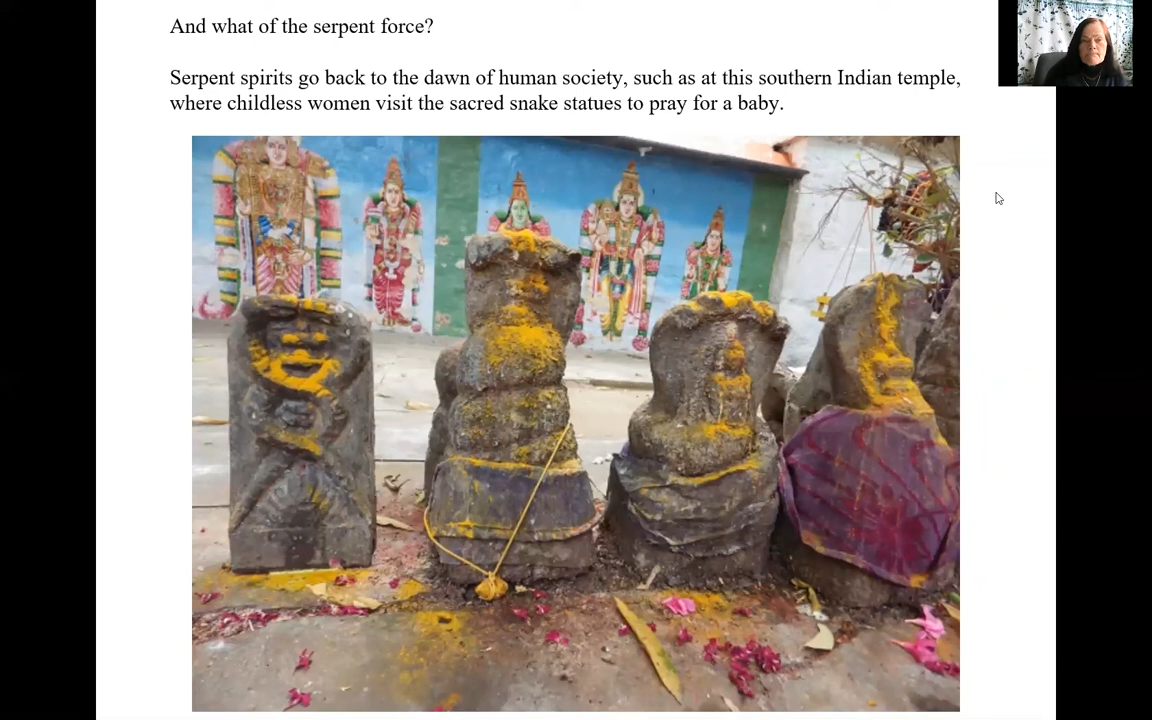 And what of the serpent force?
Serpent spirits go back to the dawn of human society, such as at this southern Indian temple,
where childless women visit the sacred snake statues to pray for a baby.